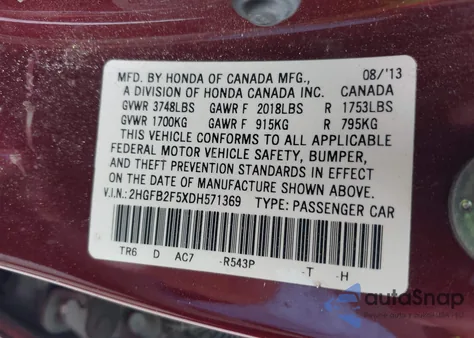 MFD. BY HONDA OF CANADA MFG., 08/'13
A DIVISION OF HONDA CANADA INC. CANADA
GVWR 3748LBS GAWR F 2018LBS R 1753LBS
GVWR 1700KG GAWR F 915KG R 795KG
THIS VEHICLE CONFORMS TO ALL APPLICABLE
FEDERAL MOTOR VEHICLE SAFETY, BUMPER,
AND THEFT PREVENTION STANDARDS IN EFFECT
ON THE DATE OF MANUFACTURE SHOWN ABOVE.
V.I.N.: 2HGFB2F5XDH571369 TYPE: PASSENGER CAR
TR6 D AC7 -R543P -T -H
autoSnap